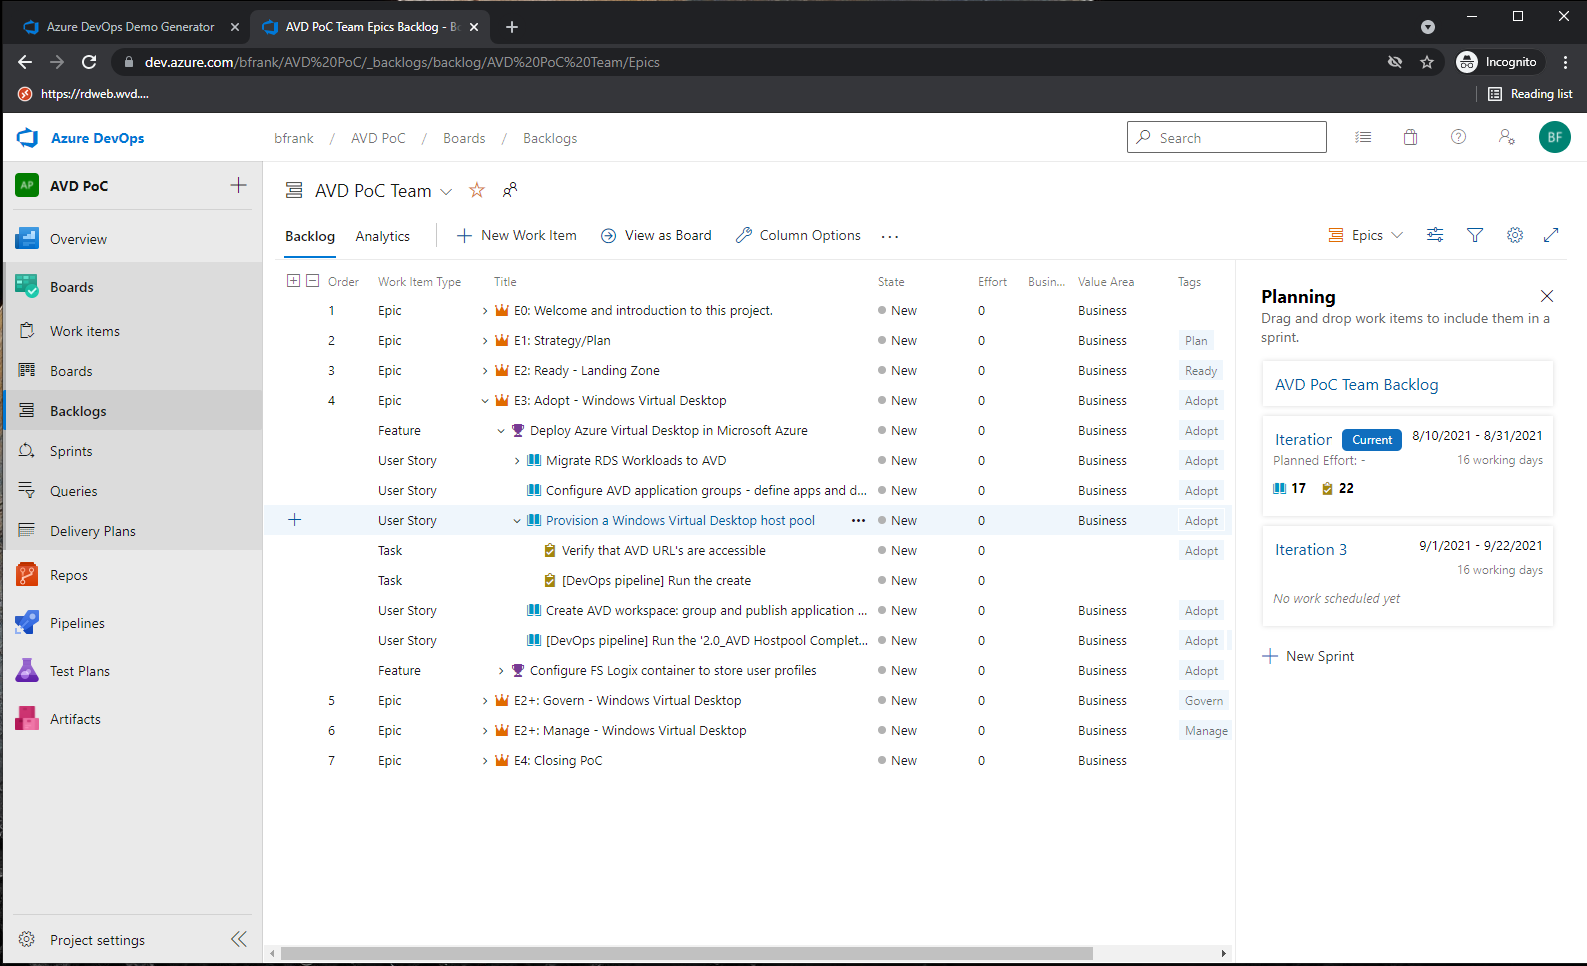 Azure DevOps Demo Generator
AVD PoC Team Epics Backlog - Bo
dev.azure.com/bfrank/AVD%20PoC/_backlogs/backlog/AVD%20PoC%20Team/Epics
Incognito
https://rdweb.wvd....
Reading list
Azure DevOps
bfrank / AVD PoC / Boards / Backlogs
Search
BF
AP AVD PoC
Overview
Boards
Work items
Boards
Backlogs
Sprints
Queries
Delivery Plans
Repos
Pipelines
Test Plans
Artifacts
Project settings
AVD PoC Team
Backlog Analytics New Work Item View as Board Column Options ... Epics
Order Work Item Type Title State Effort Busin... Value Area Tags
1 Epic E0: Welcome and introduction to this project. New 0 Business
2 Epic E1: Strategy/Plan New 0 Business Plan
3 Epic E2: Ready - Landing Zone New 0 Business Ready
4 Epic E3: Adopt - Windows Virtual Desktop New 0 Business Adopt
Feature Deploy Azure Virtual Desktop in Microsoft Azure New 0 Business Adopt
User Story Migrate RDS Workloads to AVD New 0 Business Adopt
User Story Configure AVD application groups - define apps and d... New 0 Business Adopt
User Story Provision a Windows Virtual Desktop host pool ... New 0 Business Adopt
Task Verify that AVD URL's are accessible New 0 Adopt
Task [DevOps pipeline] Run the create New 0
User Story Create AVD workspace: group and publish application ... New 0 Business Adopt
User Story [DevOps pipeline] Run the '2.0_AVD Hostpool Complet... New 0 Business Adopt
Feature Configure FS Logix container to store user profiles New 0 Business Adopt
5 Epic E2+: Govern - Windows Virtual Desktop New 0 Business Govern
6 Epic E2+: Manage - Windows Virtual Desktop New 0 Business Manage
7 Epic E4: Closing PoC New 0 Business
Planning
Drag and drop work items to include them in a
sprint.
AVD PoC Team Backlog
Iteration Current 8/10/2021 - 8/31/2021
Planned Effort: - 16 working days
17 22
Iteration 3 9/1/2021 - 9/22/2021
16 working days
No work scheduled yet
New Sprint